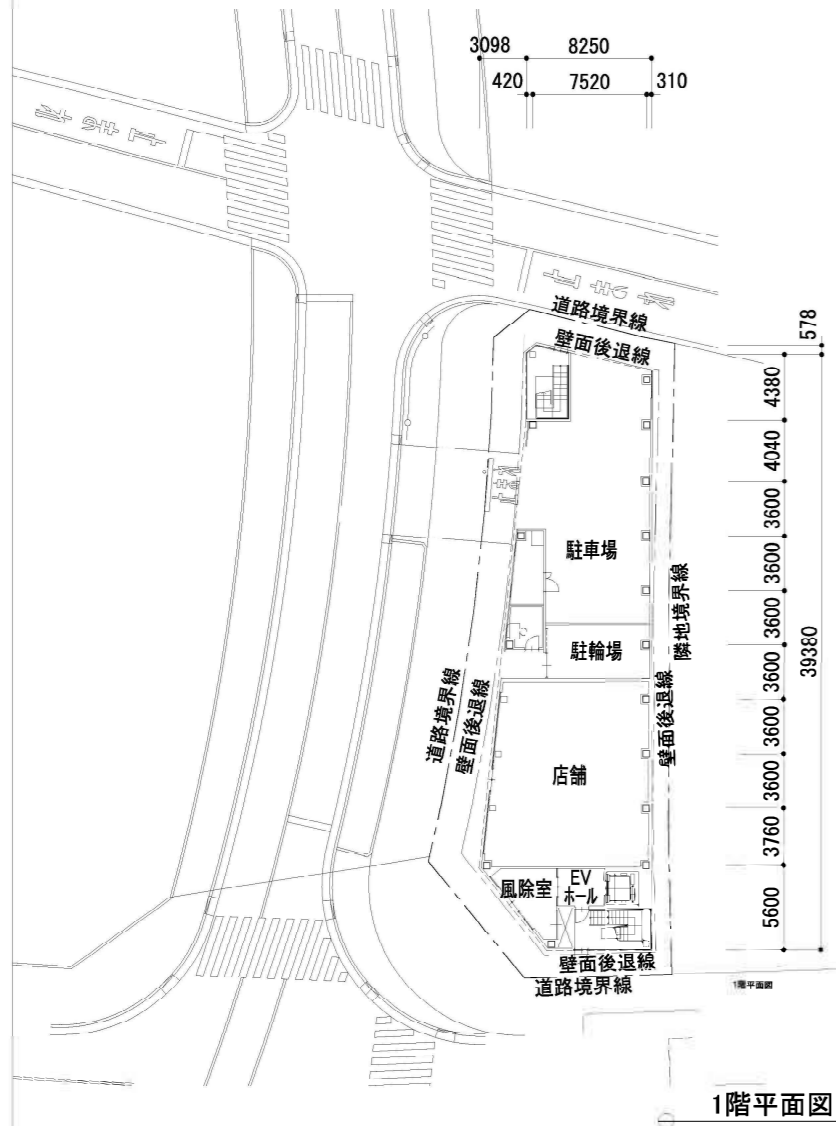 3098
8250
420
7520
310
道路境界線
壁面後退線
578
4380
4040
3600
3600
3600
3600
3600
3600
3760
5600
39380
駐車場
隣地境界線
駐輪場
道路境界線
壁面後退線
壁面後退線
店舗
風除室
EV
ホール
壁面後退線
道路境界線
1階平面図
1階平面図